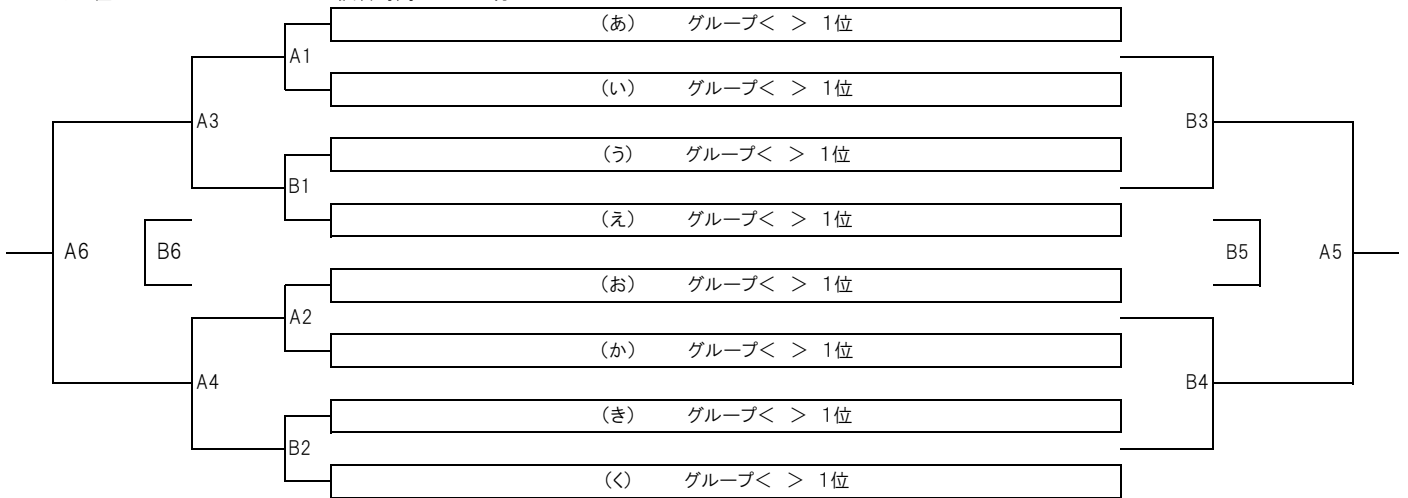 (あ) グループ< > 1位
A1
(い) グループ< > 1位
A3
B3
(う) グループ< > 1位
B1
(え) グループ< > 1位
A6
B6
B5
A5
(お) グループ< > 1位
A2
(か) グループ< > 1位
A4
B4
(き) グループ< > 1位
B2
(く) グループ< > 1位